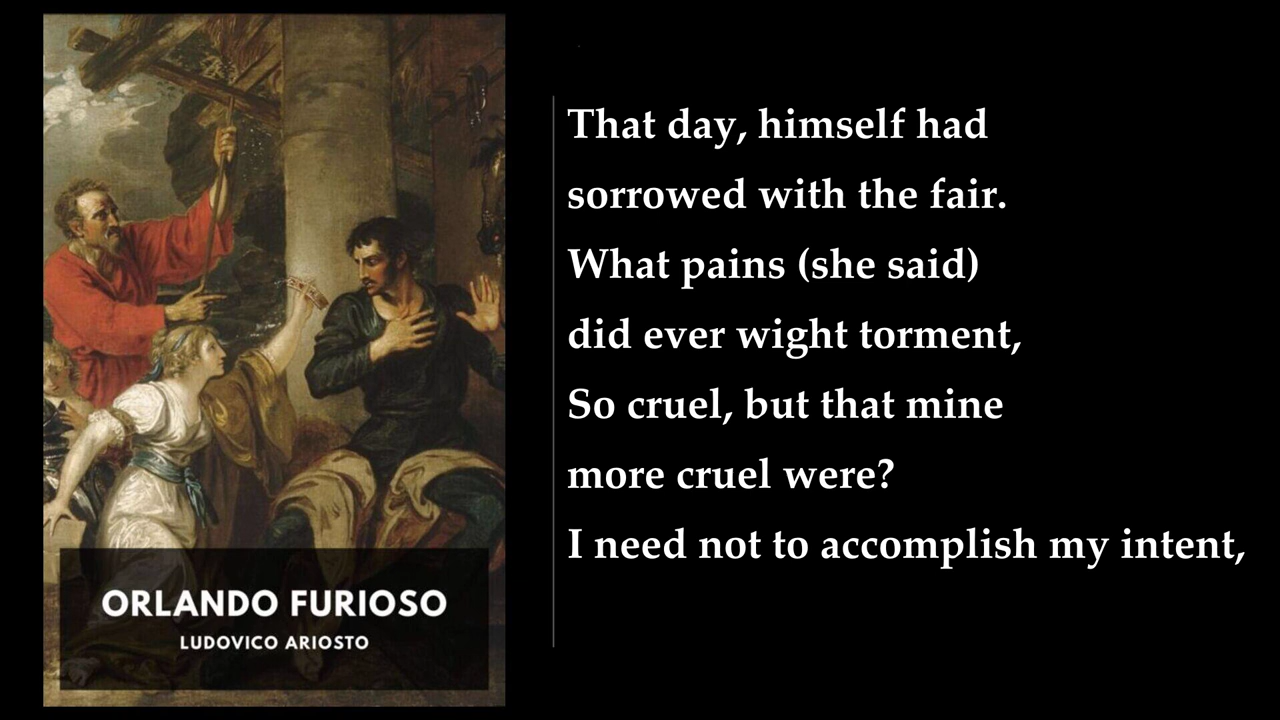 ORLANDO FURIOSO
LUDOVICO ARIOSTO
That day, himself had
sorrowed with the fair.
What pains (she said)
did ever wight torment,
So cruel, but that mine
more cruel were?
I need not to accomplish my intent,